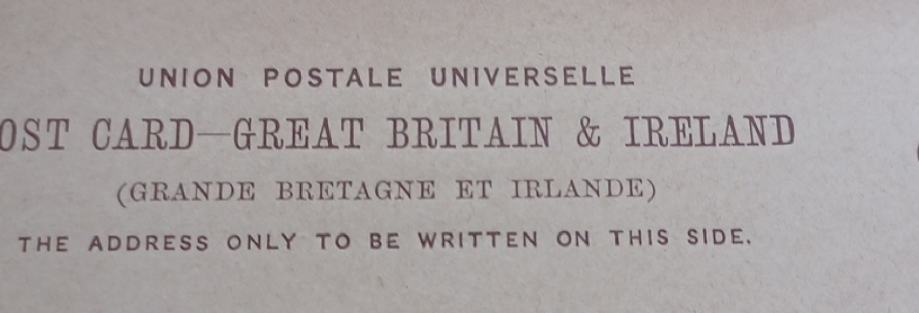 UNION POSTALE UNIVERSELLE
OST CARD—GREAT BRITAIN & IRELAND
(GRANDE BRETAGNE ET IRLANDE)
THE ADDRESS ONLY TO BE WRITTEN ON THIS SIDE.